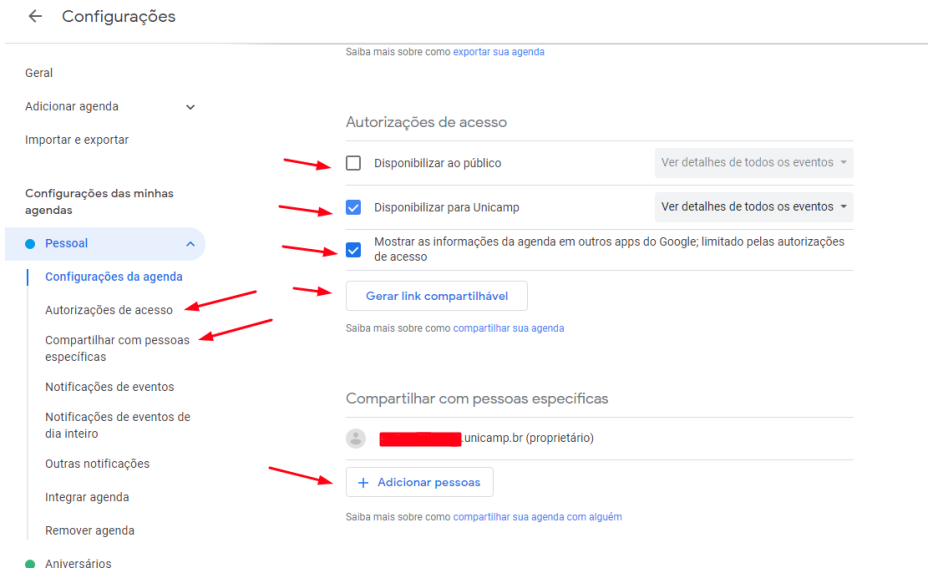 Configurações
Geral
Adicionar agenda
Importar e exportar
Configurações das minhas
agendas
Pessoal
Configurações da agenda
Autorizações de acesso
Compartilhar com pessoas
específicas
Notificações de eventos
Notificações de eventos de
dia inteiro
Outras notificações
Integrar agenda
Remover agenda
Aniversários
Saiba mais sobre como exportar sua agenda
Autorizações de acesso
Disponibilizar ao público Ver detalhes de todos os eventos
Disponibilizar para Unicamp Ver detalhes de todos os eventos
Mostrar as informações da agenda em outros apps do Google; limitado pelas autorizações
de acesso
Gerar link compartilhável
Saiba mais sobre como compartilhar sua agenda
Compartilhar com pessoas específicas
.unicamp.br (proprietário)
+ Adicionar pessoas
Saiba mais sobre como compartilhar sua agenda com alguém